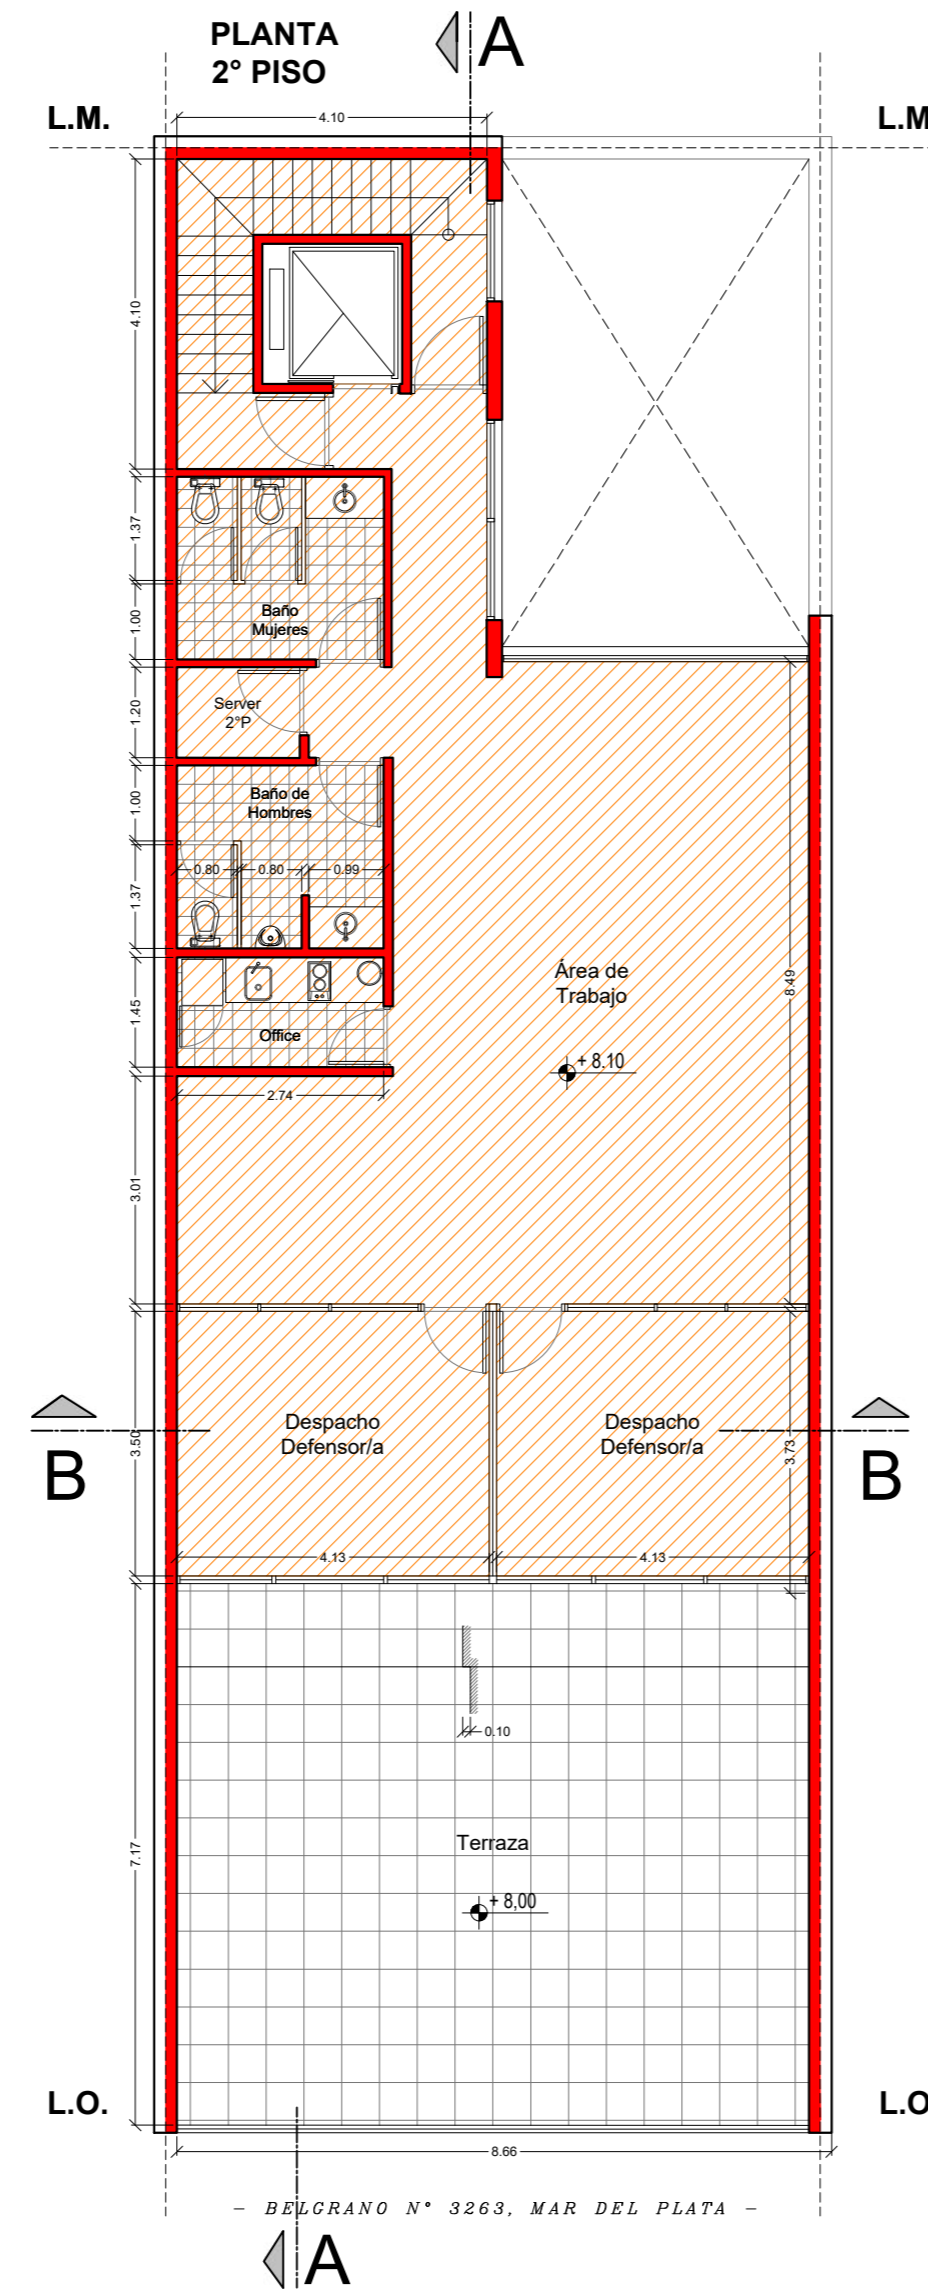 PLANTA
2° PISO
A
L.M.
L.M
4.10
4.10
1.37
1.00
Baño
Mujeres
1.20
Server
2°P
1.00
Baño de
Hombres
0.80
0.80
0.99
1.37
Área de
Trabajo
8.49
1.45
Office
+ 8.10
2.74
3.01
Despacho
Defensor/a
Despacho
Defensor/a
3.50
3.73
B
B
4.13
4.13
0.10
Terraza
7.17
+ 8,00
L.O.
L.O
8.66
– BELGRANO N° 3263, MAR DEL PLATA –
A